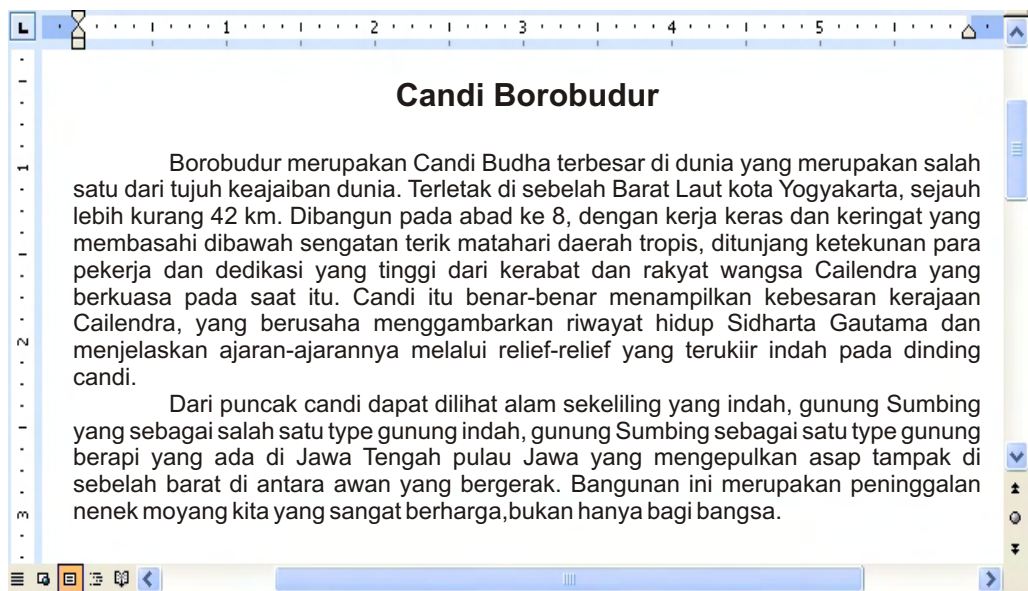 1 2 3 4 5
Candi Borobudur
Borobudur merupakan Candi Budha terbesar di dunia yang merupakan salah
satu dari tujuh keajaiban dunia. Terletak di sebelah Barat Laut kota Yogyakarta, sejauh
lebih kurang 42 km. Dibangun pada abad ke 8, dengan kerja keras dan keringat yang
membasahi dibawah sengatan terik matahari daerah tropis, ditunjang ketekunan para
pekerja dan dedikasi yang tinggi dari kerabat dan rakyat wangsa Cailendra yang
berkuasa pada saat itu. Candi itu benar-benar menampilkan kebesaran kerajaan
Cailendra, yang berusaha menggambarkan riwayat hidup Sidharta Gautama dan
menjelaskan ajaran-ajarannya melalui relief-relief yang terukiir indah pada dinding
candi.
Dari puncak candi dapat dilihat alam sekeliling yang indah, gunung Sumbing
yang sebagai salah satu type gunung indah, gunung Sumbing sebagai satu type gunung
berapi yang ada di Jawa Tengah pulau Jawa yang mengepulkan asap tampak di
sebelah barat di antara awan yang bergerak. Bangunan ini merupakan peninggalan
nenek moyang kita yang sangat berharga,bukan hanya bagi bangsa.
1
2
3